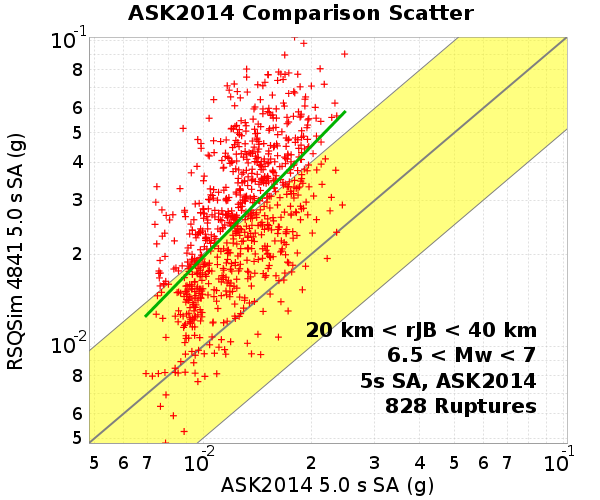 ASK2014 Comparison Scatter
RSQSim 4841 5.0 s SA (g)
10-1
8
6
5
4
3
2
10-2
8
6
5
20 km < rJB < 40 km
6.5 < Mw < 7
5s SA, ASK2014
828 Ruptures
5 6 7 10-2 2 3 4 5 6 7 10-1
ASK2014 5.0 s SA (g)